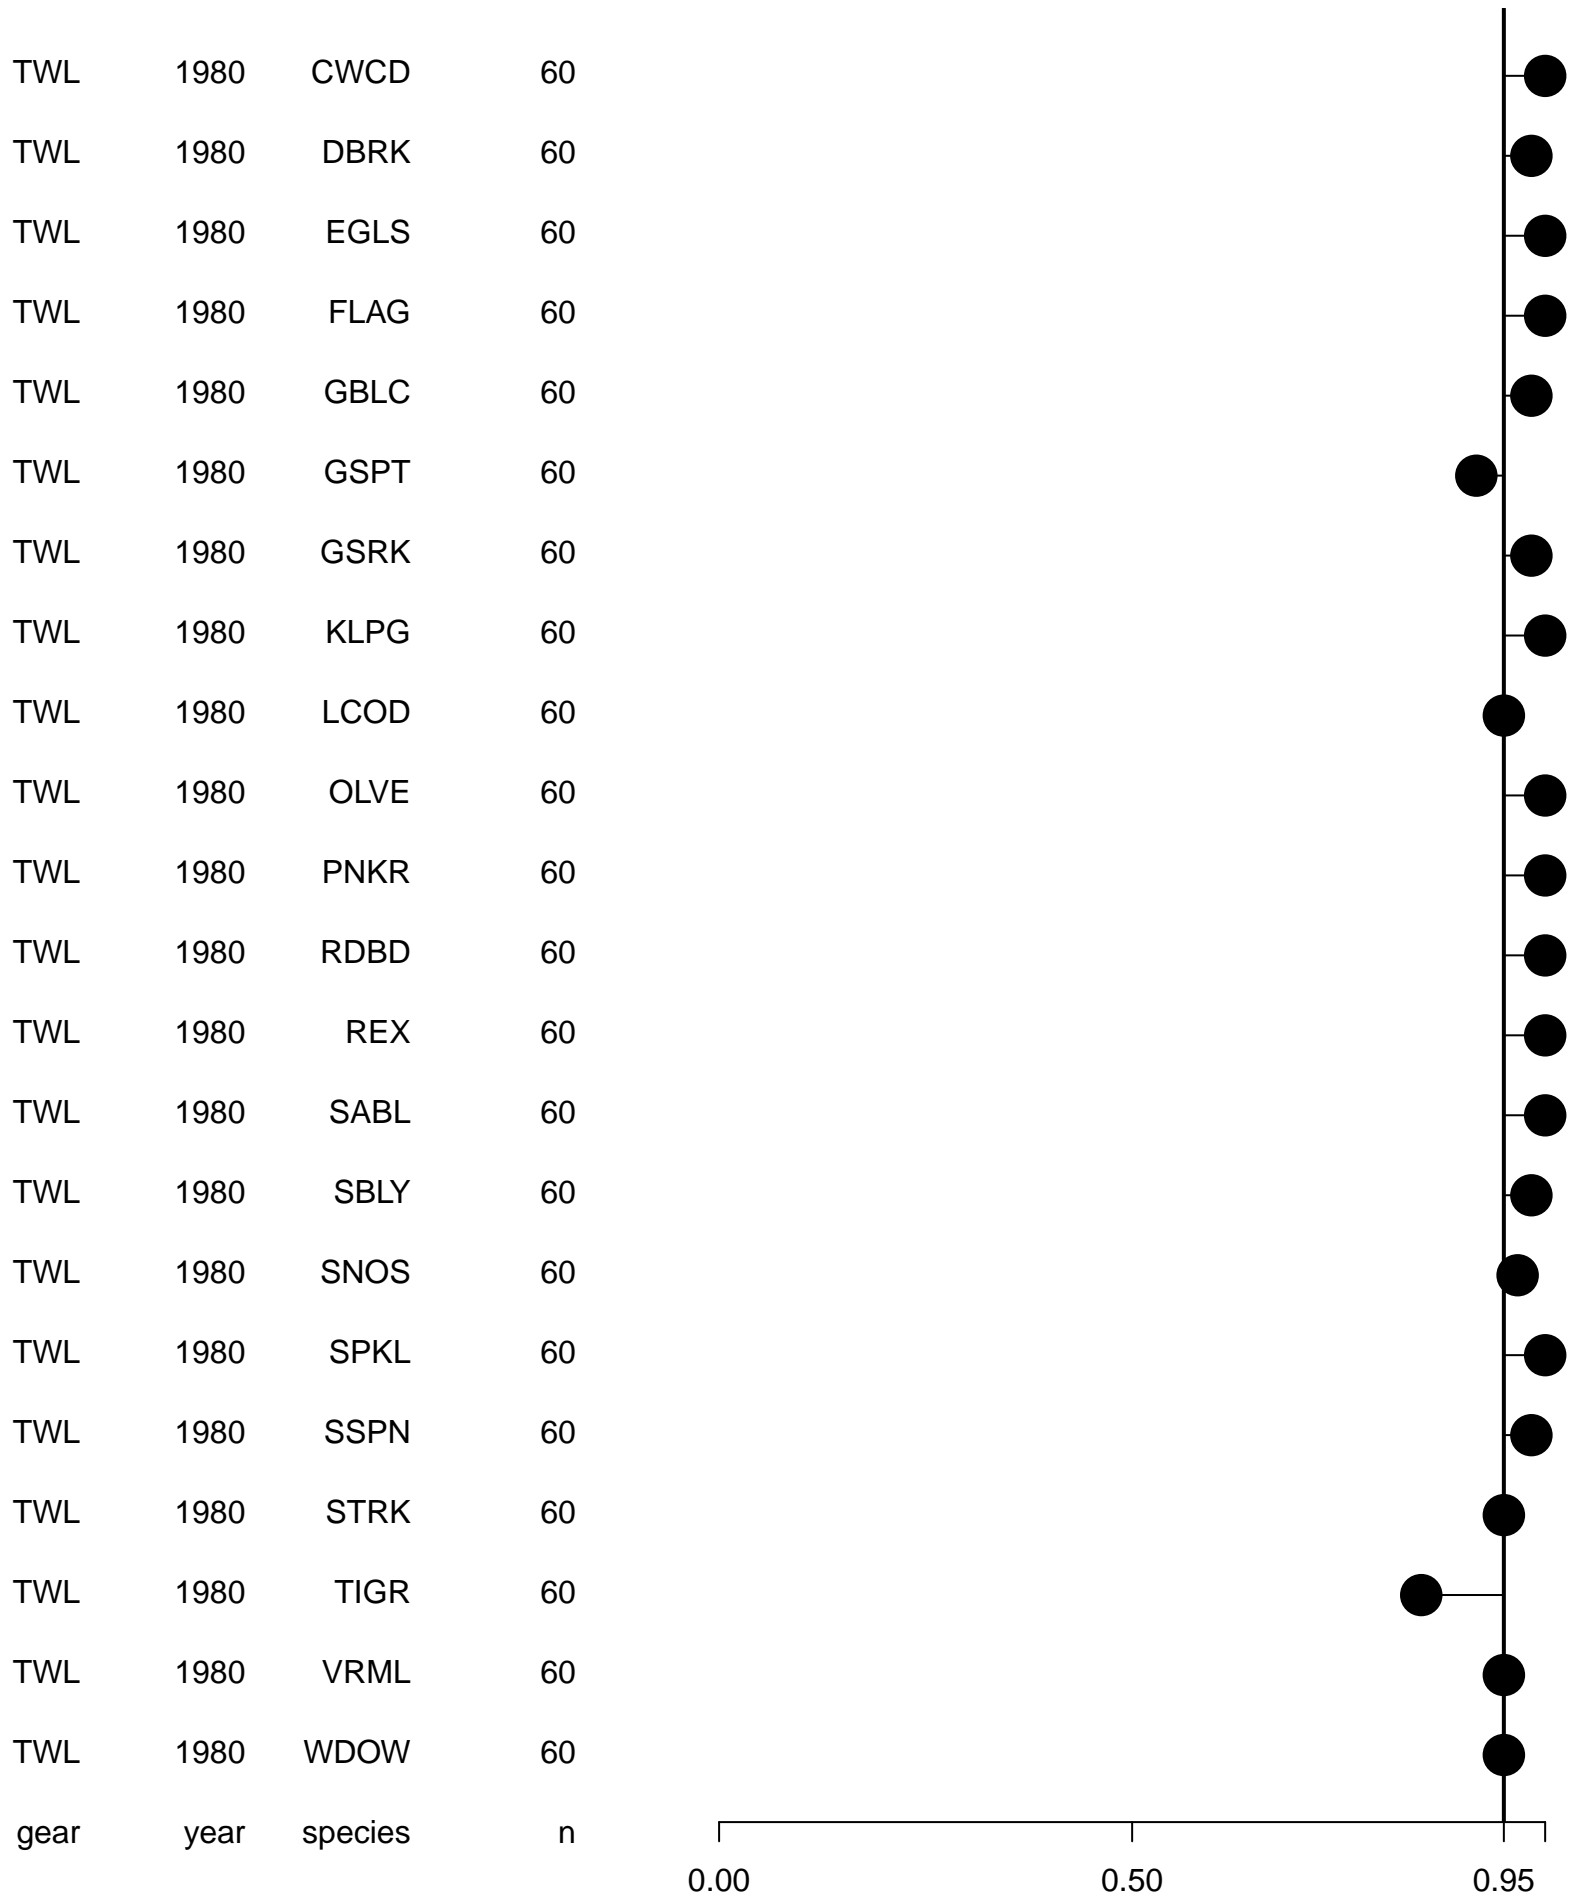 TWL 1980 CWCD 60
TWL 1980 DBRK 60
TWL 1980 EGLS 60
TWL 1980 FLAG 60
TWL 1980 GBLC 60
TWL 1980 GSPT 60
TWL 1980 GSRK 60
TWL 1980 KLPG 60
TWL 1980 LCOD 60
TWL 1980 OLVE 60
TWL 1980 PNKR 60
TWL 1980 RDBD 60
TWL 1980 REX 60
TWL 1980 SABL 60
TWL 1980 SBLY 60
TWL 1980 SNOS 60
TWL 1980 SPKL 60
TWL 1980 SSPN 60
TWL 1980 STRK 60
TWL 1980 TIGR 60
TWL 1980 VRML 60
TWL 1980 WDOW 60
gear year species n
0.00 0.50 0.95